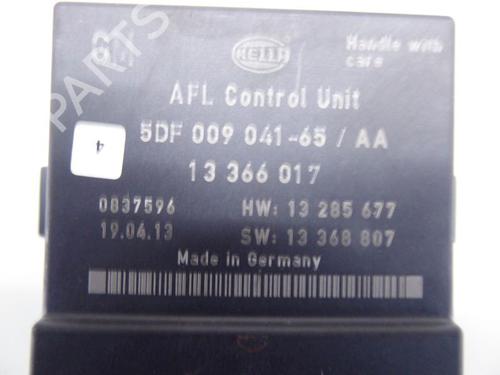 HELLA
Handle with
care
AFL Control Unit
5DF 009 041-65 / AA
4
13 366 017
0837596 HW: 13 285 677
19.04.13 SW: 13 368 807
Made in Germany